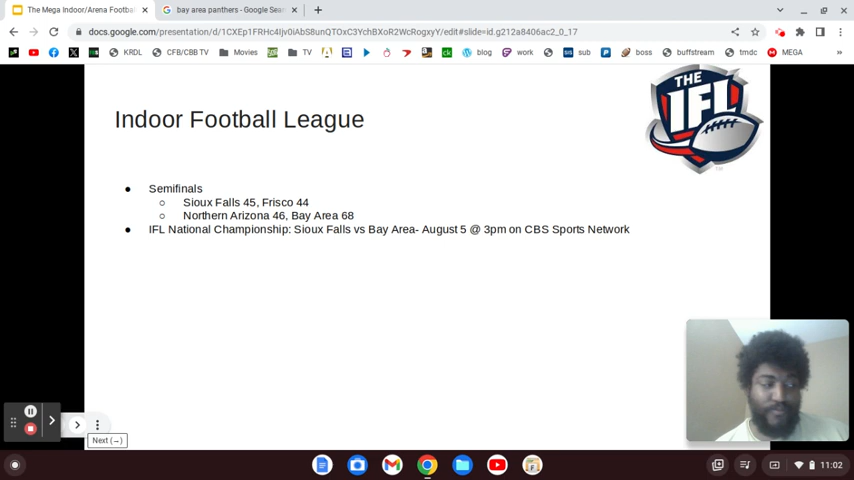 The Mega Indoor/Arena Footba
bay area panthers - Google Sear
docs.google.com/presentation/d/1CXEp1FRHc4Ijv0iAbS8unQTOxC3YchBXoR2WcRogxyY/edit#slide=id.g212a8406ac2_0_17
KRDL
CFB/CBB TV
Movies
TV
blog
work
sub
boss
buffstream
tmdc
MEGA
THE
IFL
Indoor Football League
Semifinals
Sioux Falls 45, Frisco 44
Northern Arizona 46, Bay Area 68
IFL National Championship: Sioux Falls vs Bay Area- August 5 @ 3pm on CBS Sports Network
Next (→)
11:02